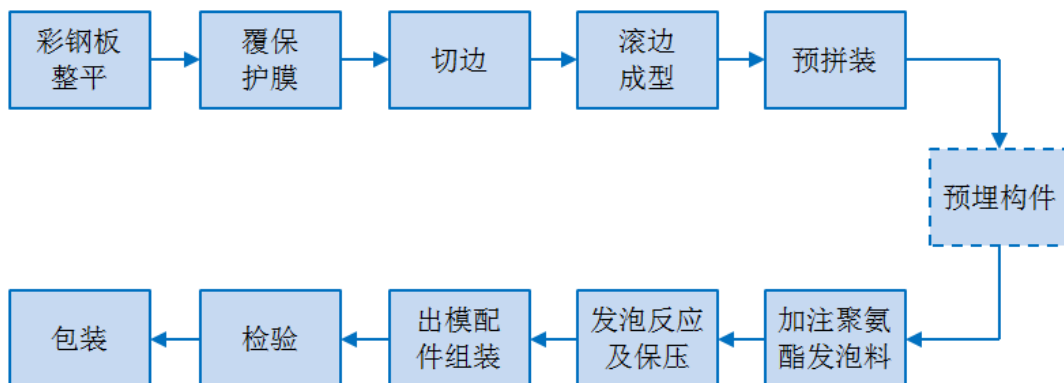 彩钢板
整平
覆保
护膜
切边
滚边
成型
预拼装
预埋构件
加注聚氨
酯发泡料
发泡反应
及保压
出模配
件组装
检验
包装